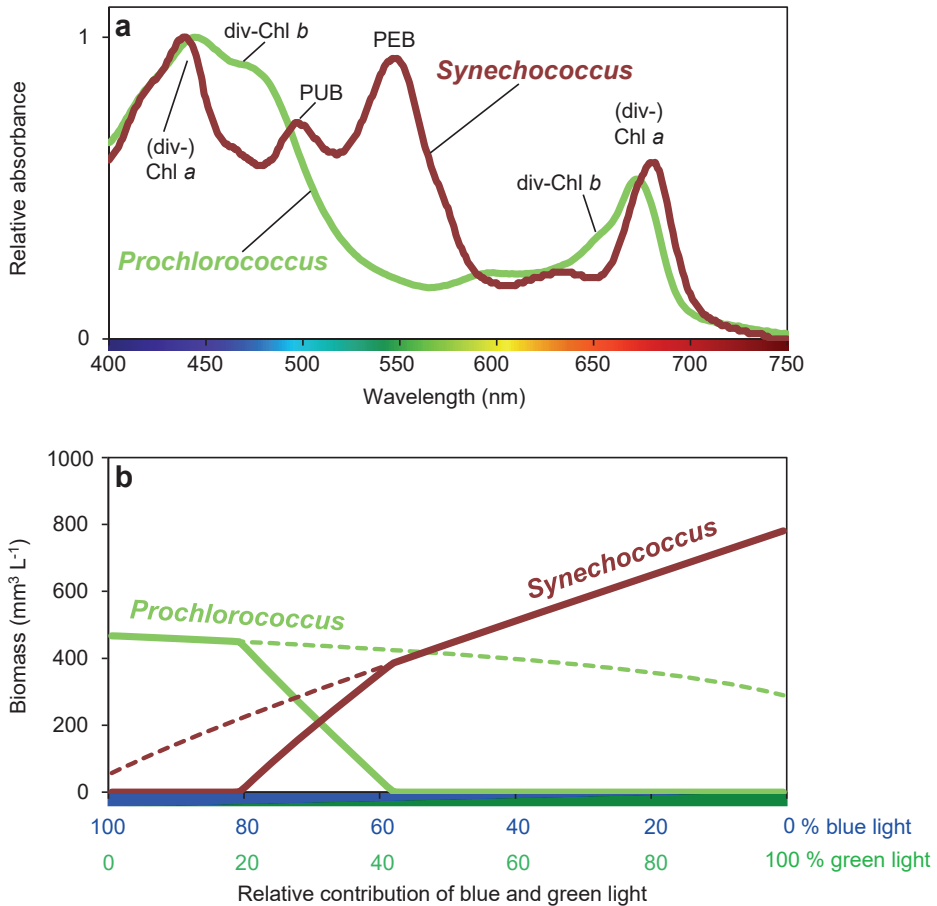 a
1
0
Relative absorbance
div-Chl b
PEB
Synechococcus
PUB
(div-)
Chl a
(div-)
Chl a
div-Chl b
Prochlorococcus
400 450 500 550 600 650 700 750
Wavelength (nm)
b
1000
800
600
400
200
0
Biomass (mm³ L⁻¹)
Prochlorococcus
Synechococcus
100 80 60 40 20 0 % blue light
0 20 40 60 80 100 % green light
Relative contribution of blue and green light